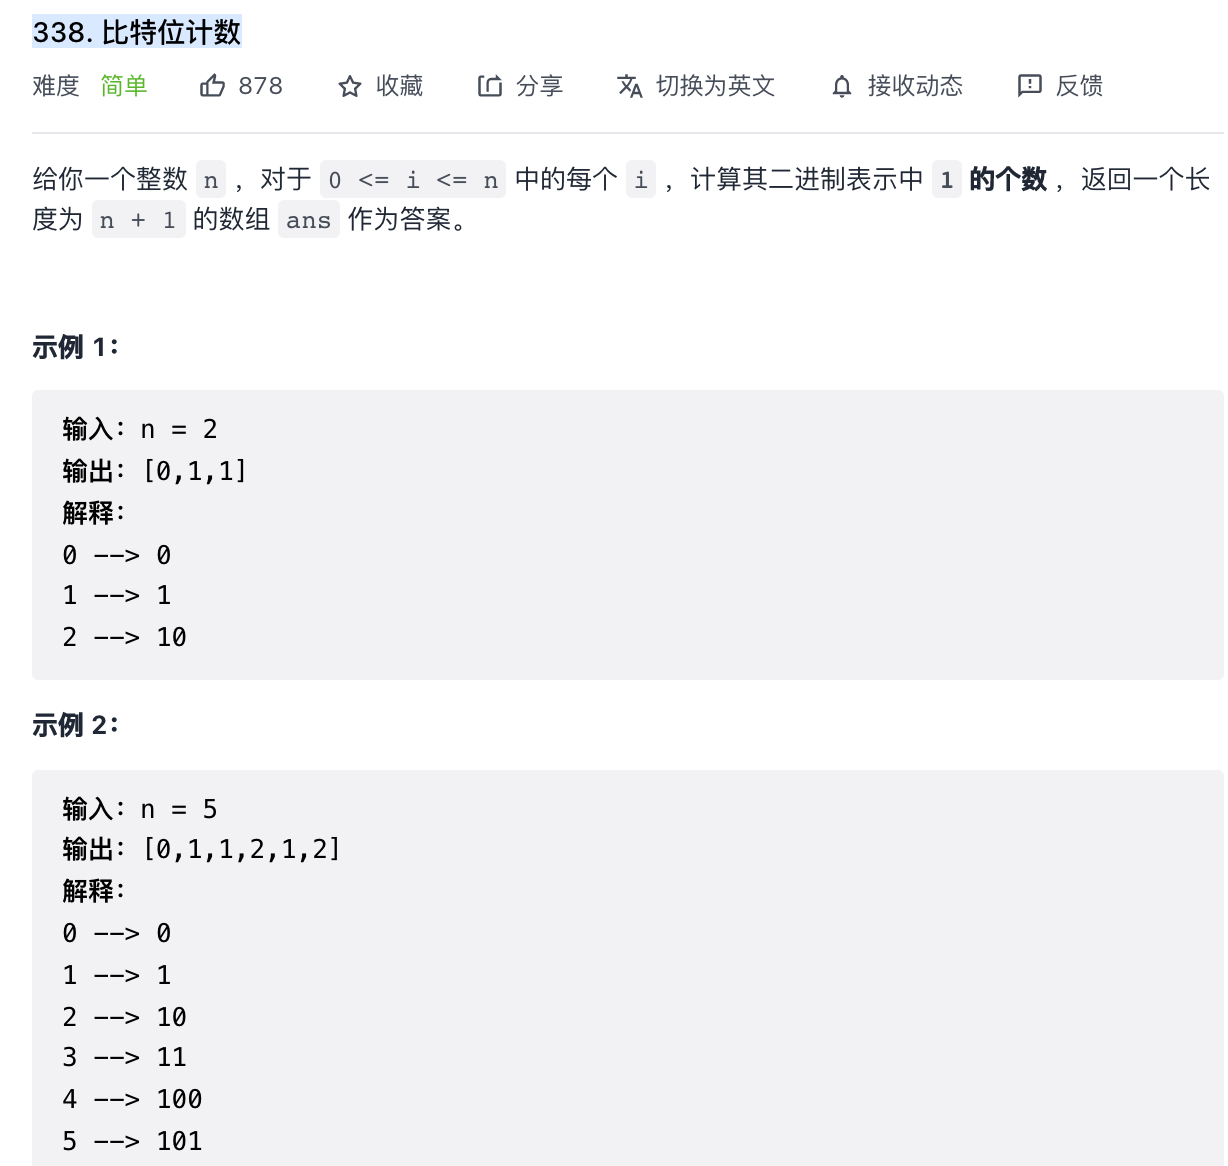 338. 比特位计数
难度 简单 878 收藏 分享 切换为英文 接收动态 反馈
给你一个整数 n ，对于 0 <= i <= n 中的每个 i ，计算其二进制表示中 1 的个数 ，返回一个长
度为 n + 1 的数组 ans 作为答案。
示例 1：
输入：n = 2
输出：[0,1,1]
解释：
0 --> 0
1 --> 1
2 --> 10
示例 2：
输入：n = 5
输出：[0,1,1,2,1,2]
解释：
0 --> 0
1 --> 1
2 --> 10
3 --> 11
4 --> 100
5 --> 101